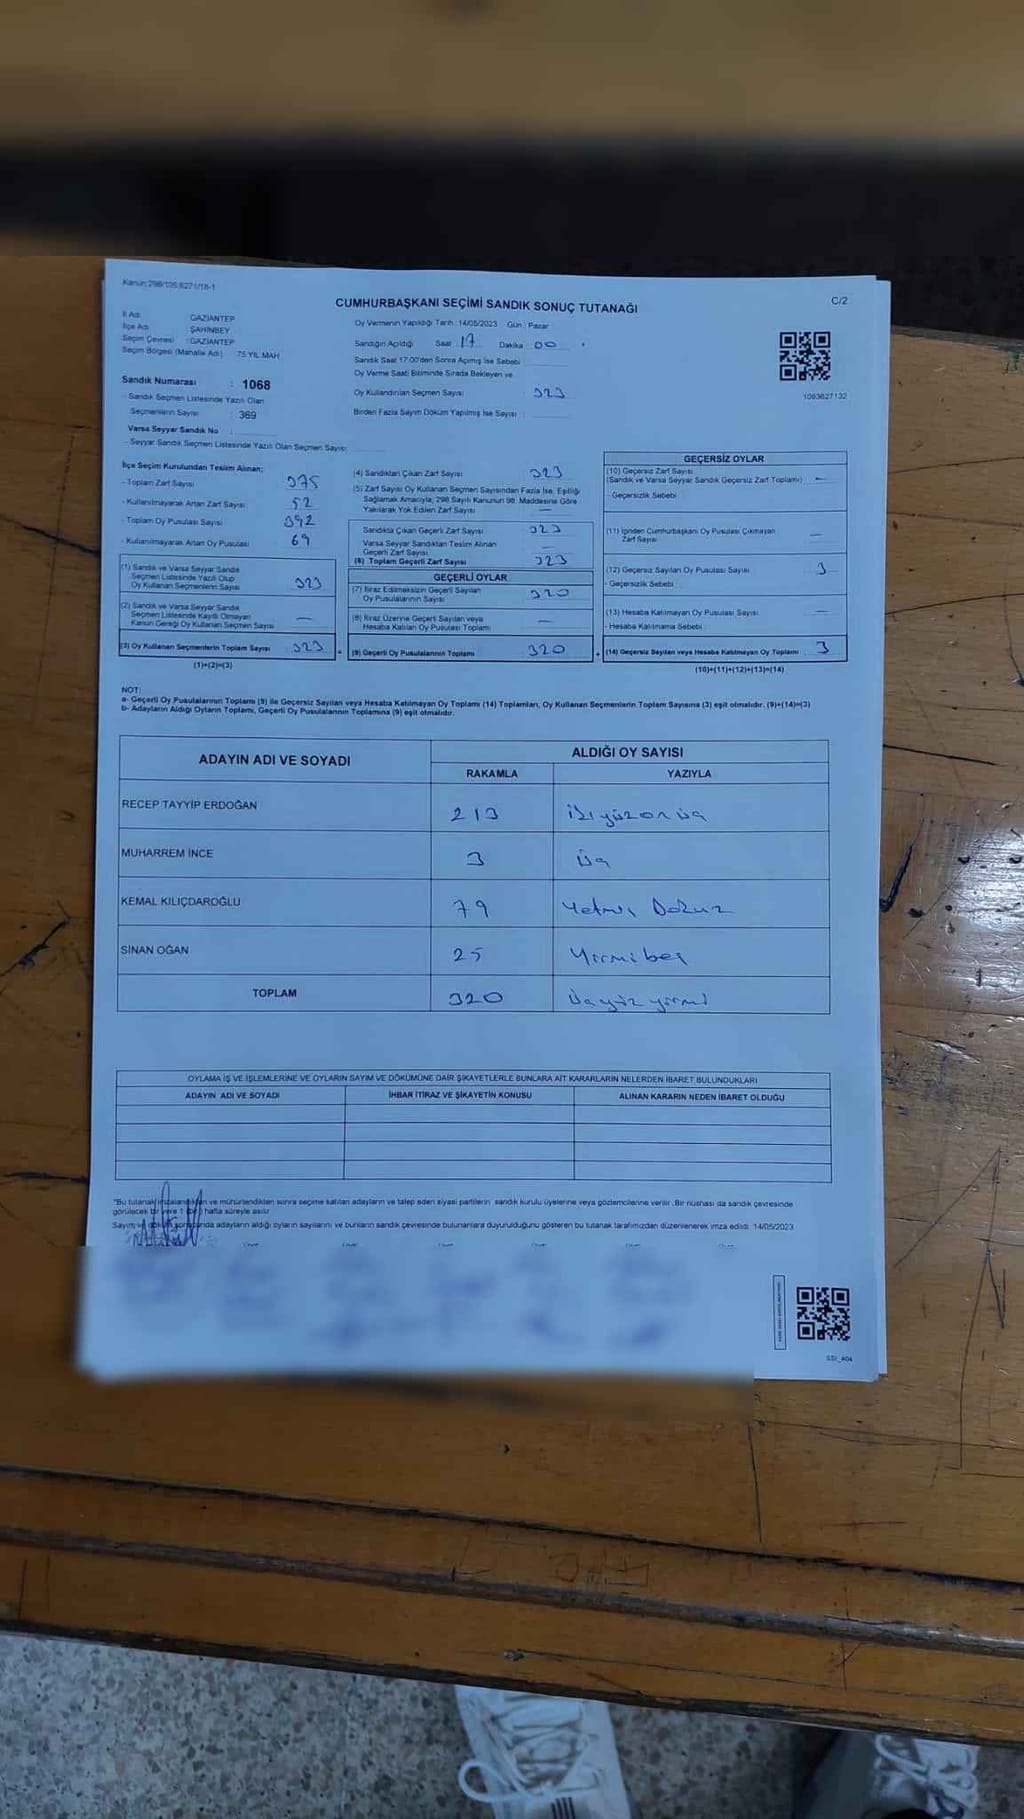 Kanun:298/105,6271/18-1
CUMHURBAŞKANI SEÇİMİ SANDIK SONUÇ TUTANAĞI
C/2
İl Adı : GAZİANTEP
İlçe Adı : ŞAHİNBEY
Seçim Çevresi : GAZİANTEP
Seçim Bölgesi (Mahalle Adı) : 75.YIL MAH.
Sandık Numarası : 1068
- Sandık Seçmen Listesinde Yazılı Olan
Seçmenlerin Sayısı : 369
Varsa Seyyar Sandık No :
- Seyyar Sandık Seçmen Listesinde Yazılı Olan Seçmen Sayısı:
Oy Vermenin Yapıldığı Tarih : 14/05/2023 Gün : Pazar
Sandığın Açıldığı Saat 17 Dakika 00
Sandık Saat 17.00'den Sonra Açılmış İse Sebebi :
Oy Verme Saati Bitiminde Sırada Bekleyen ve
Oy Kullandırılan Seçmen Sayısı : 323
Birden Fazla Sayım Döküm Yapılmış İse Sayısı :
1093627132
İlçe Seçim Kurulundan Teslim Alınan;
- Toplam Zarf Sayısı : 375
- Kullanılmayarak Artan Zarf Sayısı : 52
- Toplam Oy Pusulası Sayısı : 392
- Kullanılmayarak Artan Oy Pusulası : 69
(1) Sandık ve Varsa Seyyar Sandık
Seçmen Listesinde Yazılı Olup
Oy Kullanan Seçmenlerin Sayısı 323
(2) Sandık ve Varsa Seyyar Sandık
Seçmen Listesinde Kayıtlı Olmayan
Kanun Gereği Oy Kullanan Seçmen Sayısı —
(3) Oy Kullanan Seçmenlerin Toplam Sayısı 323
(1)+(2)=(3)
(4) Sandıktan Çıkan Zarf Sayısı : 323
(5) Zarf Sayısı Oy Kullanan Seçmen Sayısından Fazla İse, Eşitliği
Sağlamak Amacıyla, 298 Sayılı Kanunun 98. Maddesine Göre
Yakılarak Yok Edilen Zarf Sayısı : —
Sandıkta Çıkan Geçerli Zarf Sayısı : 323
Varsa Seyyar Sandıktan Teslim Alınan
Geçerli Zarf Sayısı : —
(6) Toplam Geçerli Zarf Sayısı : 323
GEÇERLİ OYLAR
(7) İtiraz Edilmeksizin Geçerli Sayılan
Oy Pusulalarının Sayısı : 320
(8) İtiraz Üzerine Geçerli Sayılan veya
Hesaba Katılan Oy Pusulası Toplamı : —
(9) Geçerli Oy Pusulalarının Toplamı : 320
GEÇERSİZ OYLAR
(10) Geçersiz Zarf Sayısı
(Sandık ve Varsa Seyyar Sandık Geçersiz Zarf Toplamı) : —
- Geçersizlik Sebebi :
(11) İçinden Cumhurbaşkanı Oy Pusulası Çıkmayan
Zarf Sayısı : —
(12) Geçersiz Sayılan Oy Pusulası Sayısı : 3
- Geçersizlik Sebebi :
(13) Hesaba Katılmayan Oy Pusulası Sayısı : —
- Hesaba Katılmama Sebebi :
(14) Geçersiz Sayılan veya Hesaba Katılmayan Oy Toplamı : 3
(10)+(11)+(12)+(13)=(14)
NOT:
a- Geçerli Oy Pusulalarının Toplamı (9) ile Geçersiz Sayılan veya Hesaba Katılmayan Oy Toplamı (14) Toplamları, Oy Kullanan Seçmenlerin Toplam Sayısına (3) eşit olmalıdır. (9)+(14)=(3)
b- Adayların Aldığı Oyların Toplamı, Geçerli Oy Pusulalarının Toplamına (9) eşit olmalıdır.
ADAYIN ADI VE SOYADI
ALDIĞI OY SAYISI
RAKAMLA YAZIYLA
RECEP TAYYİP ERDOĞAN 213 ikiyüzonüç
MUHARREM İNCE 3 Üç
KEMAL KILIÇDAROĞLU 79 Yetmiş Dokuz
SİNAN OĞAN 25 Yirmibeş
TOPLAM 320 Üçyüzyirmi
OYLAMA İŞ VE İŞLEMLERİNE VE OYLARIN SAYIM VE DÖKÜMÜNE DAİR ŞİKAYETLERLE BUNLARA AİT KARARLARIN NELERDEN İBARET BULUNDUKLARI
ADAYIN ADI VE SOYADI İHBAR İTİRAZ VE ŞİKAYETİN KONUSU ALINAN KARARIN NEDEN İBARET OLDUĞU
*Bu tutanak imzalandıktan ve mühürlendikten sonra seçime katılan adayların ve talep eden siyasi partilerin sandık kurulu üyelerine veya gözlemcilerine verilir. Bir nüshası da sandık çevresinde
görülecek bir yere 1 (bir) hafta süreyle asılır.
Sayım ve döküm sonrasında adayların aldığı oyların sayılarını ve bunların sandık çevresinde bulunanlara duyurulduğunu gösteren bu tutanak tarafımızdan düzenlenerek imza edildi. 14/05/2023
SSI_404